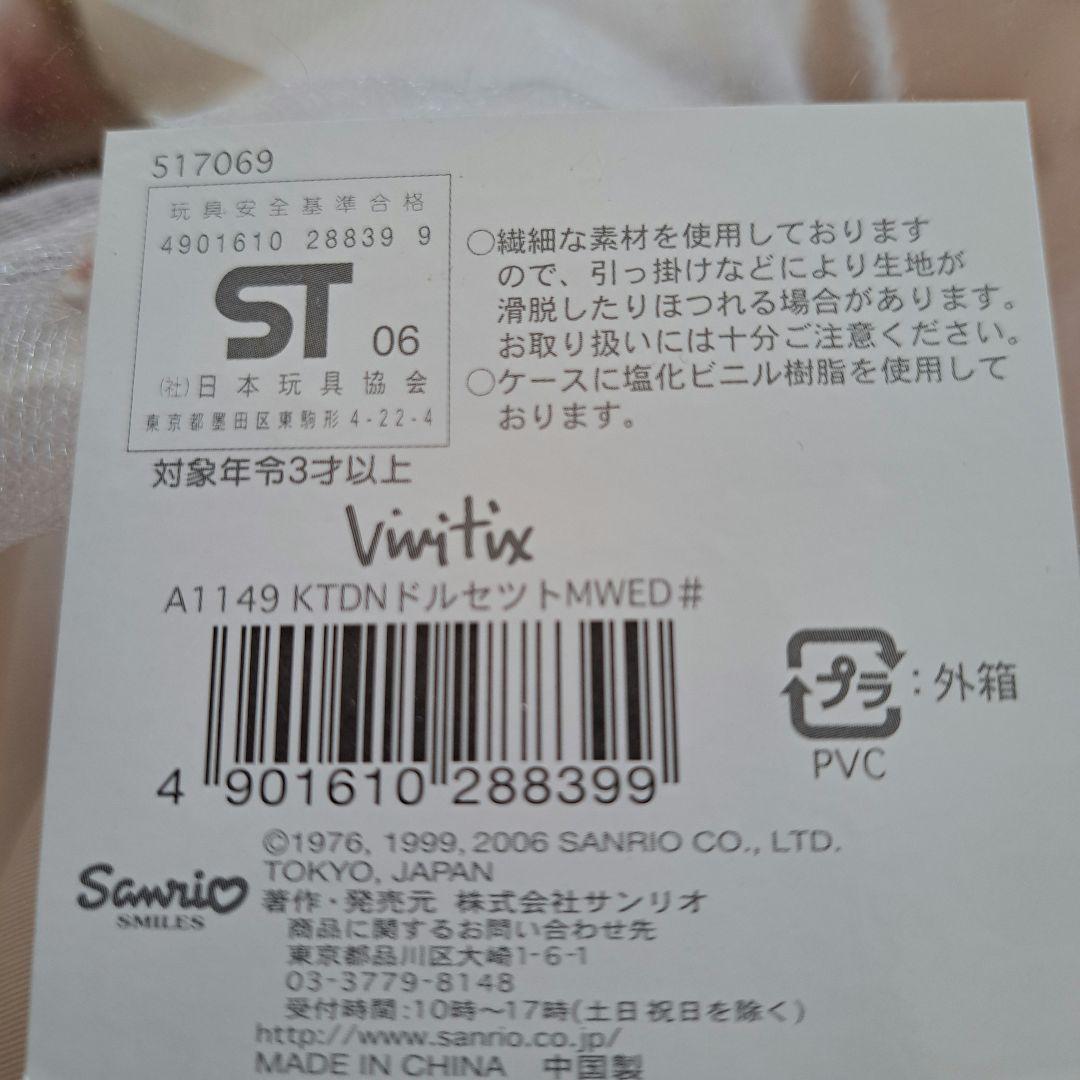 517069
玩具安全基準合格
4901610 28839 9
ST 06
(社)日本玩具協会
東京都墨田区東駒形4-22-4
対象年令3才以上
○繊細な素材を使用しております
ので、引っ掛けなどにより生地が
滑脱したりほつれる場合があります。
お取り扱いには十分ご注意ください。
○ケースに塩化ビニル樹脂を使用して
おります。
Vivitix
A1149 KTDNドルセツトMWED#
4 901610 288399
プラ:外箱
PVC
©1976, 1999, 2006 SANRIO CO., LTD.
TOKYO, JAPAN
Sanrio
SMILES
著作・発売元 株式会社サンリオ
商品に関するお問い合わせ先
東京都品川区大崎1-6-1
03-3779-8148
受付時間:10時〜17時(土日祝日を除く)
http://www.sanrio.co.jp/
MADE IN CHINA 中国製